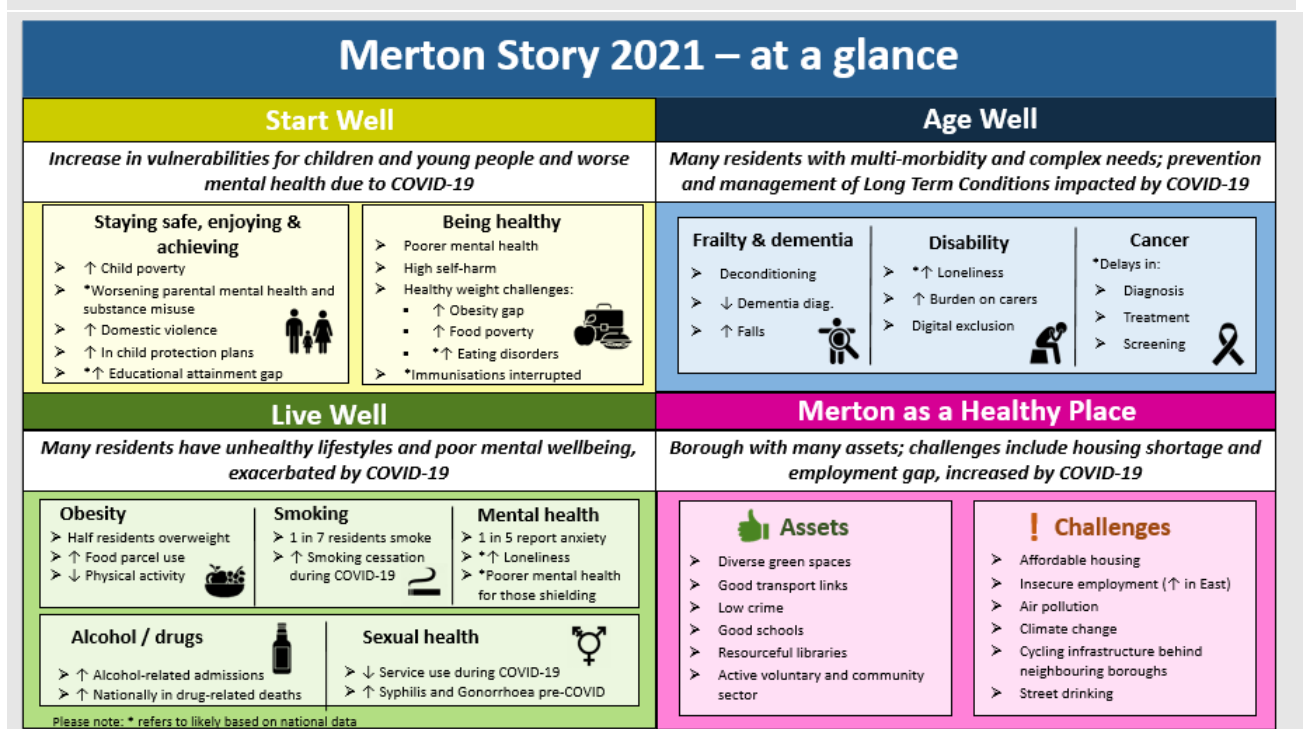 Merton Story 2021 – at a glance
Start Well
Increase in vulnerabilities for children and young people and worse
mental health due to COVID-19
Staying safe, enjoying &
achieving
➤ ↑ Child poverty
➤ *Worsening parental mental health and
substance misuse
➤ ↑ Domestic violence
➤ ↑ In child protection plans
➤ *↑ Educational attainment gap
Being healthy
➤ Poorer mental health
➤ High self-harm
➤ Healthy weight challenges:
▪ ↑ Obesity gap
▪ ↑ Food poverty
▪ *↑ Eating disorders
➤ *Immunisations interrupted
Age Well
Many residents with multi-morbidity and complex needs; prevention
and management of Long Term Conditions impacted by COVID-19
Frailty & dementia
➤ Deconditioning
➤ ↓ Dementia diag.
➤ ↑ Falls
Disability
➤ *↑ Loneliness
➤ ↑ Burden on carers
➤ Digital exclusion
Cancer
*Delays in:
➤ Diagnosis
➤ Treatment
➤ Screening
Live Well
Many residents have unhealthy lifestyles and poor mental wellbeing,
exacerbated by COVID-19
Obesity
➤ Half residents overweight
➤ ↑ Food parcel use
➤ ↓ Physical activity
Smoking
➤ 1 in 7 residents smoke
➤ ↑ Smoking cessation
during COVID-19
Mental health
➤ 1 in 5 report anxiety
➤ *↑ Loneliness
➤ *Poorer mental health
for those shielding
Alcohol / drugs
➤ ↑ Alcohol-related admissions
➤ ↑ Nationally in drug-related deaths
Sexual health
➤ ↓ Service use during COVID-19
➤ ↑ Syphilis and Gonorrhoea pre-COVID
Please note: * refers to likely based on national data
Merton as a Healthy Place
Borough with many assets; challenges include housing shortage and
employment gap, increased by COVID-19
Assets
➤ Diverse green spaces
➤ Good transport links
➤ Low crime
➤ Good schools
➤ Resourceful libraries
➤ Active voluntary and community
sector
! Challenges
➤ Affordable housing
➤ Insecure employment (↑ in East)
➤ Air pollution
➤ Climate change
➤ Cycling infrastructure behind
neighbouring boroughs
➤ Street drinking